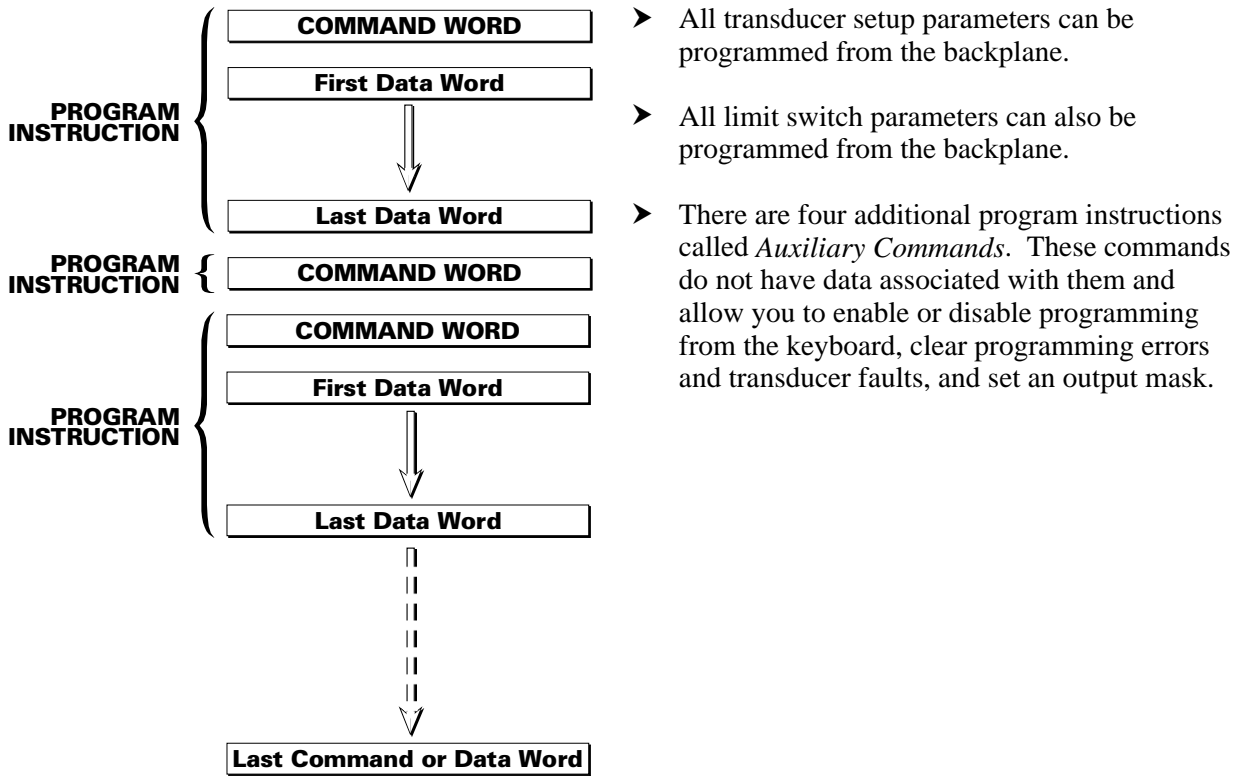 COMMAND WORD
First Data Word
PROGRAM
INSTRUCTION
Last Data Word
PROGRAM
INSTRUCTION
COMMAND WORD
COMMAND WORD
First Data Word
PROGRAM
INSTRUCTION
Last Data Word
Last Command or Data Word
➤ All transducer setup parameters can be
programmed from the backplane.
➤ All limit switch parameters can also be
programmed from the backplane.
➤ There are four additional program instructions
called Auxiliary Commands. These commands
do not have data associated with them and
allow you to enable or disable programming
from the keyboard, clear programming errors
and transducer faults, and set an output mask.